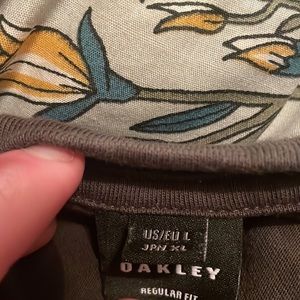 US/EU L
JPN XL
OAKLEY
REGULAR FIT